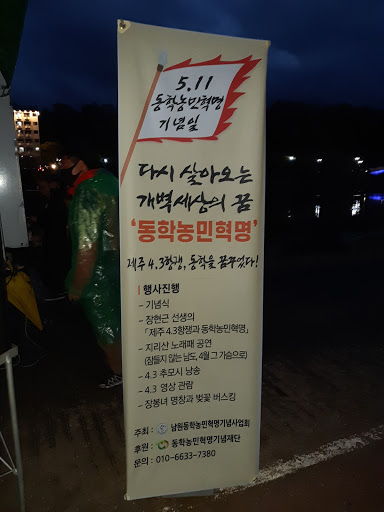 5.11
동학농민혁명
기념일
다시 살아오는
개벽세상의 꿈
'동학농민혁명'
제주 4.3항쟁, 동학을 꿈꾸었다!
행사진행
- 기념식
- 장현근 선생의
「제주 4.3항쟁과 동학농민혁명」
- 지리산 노래패 공연
(잠들지 않는 남도, 4월 그 가슴으로)
- 4.3 추모시 낭송
- 4.3 영상 관람
- 장봉녀 명창과 벚꽃 버스킹
주최 : 남원동학농민혁명기념사업회
후원 : 동학농민혁명기념재단
문의 : 010-6633-7380